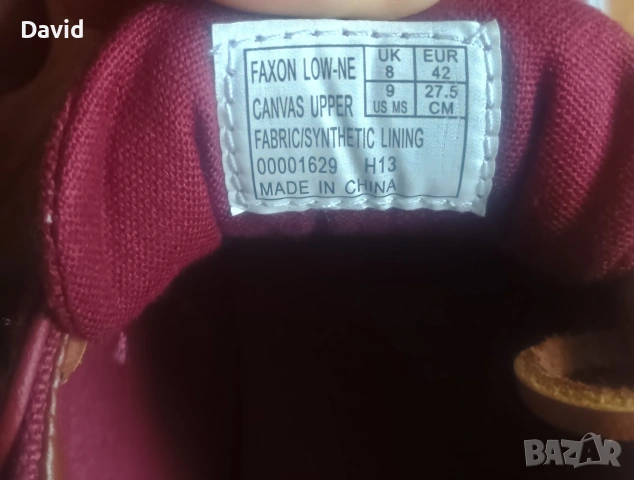 David
FAXON LOW-NE UK EUR
8 42
CANVAS UPPER 9 27.5
US MS CM
FABRIC/SYNTHETIC LINING
00001629 H13
MADE IN CHINA
BAZAR